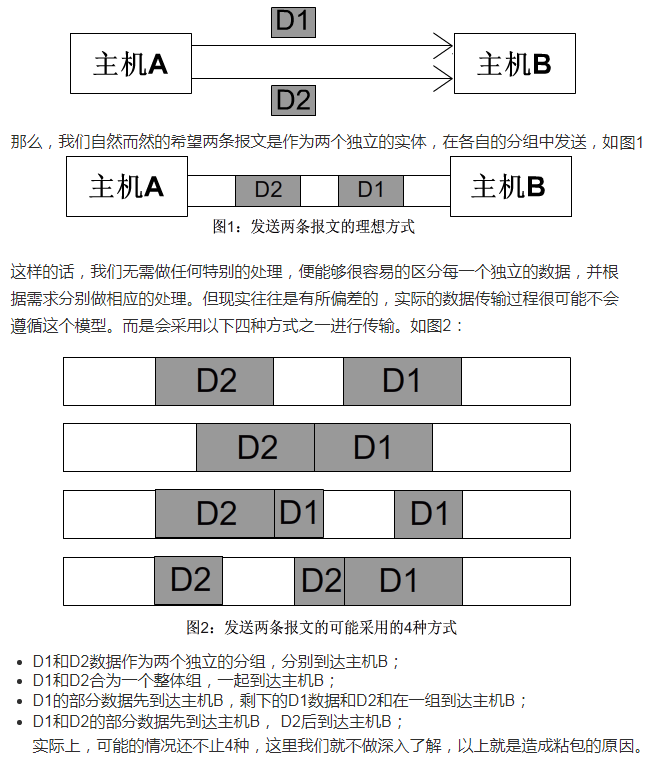 D1
主机A
主机B
D2
那么，我们自然而然的希望两条报文是作为两个独立的实体，在各自的分组中发送，如图1
主机A
D2
D1
主机B
图1：发送两条报文的理想方式
这样的话，我们无需做任何特别的处理，便能够很容易的区分每一个独立的数据，并根
据需求分别做相应的处理。但现实往往是有所偏差的，实际的数据传输过程很可能不会
遵循这个模型。而是会采用以下四种方式之一进行传输。如图2：
D2
D1
D2
D1
D2
D1
D1
D2
D2
D1
图2：发送两条报文的可能采用的4种方式
• D1和D2数据作为两个独立的分组，分别到达主机B；
• D1和D2合为一个整体组，一起到达主机B；
• D1的部分数据先到达主机B，剩下的D1数据和D2和在一组到达主机B；
• D1和D2的部分数据先到达主机B， D2后到达主机B；
实际上，可能的情况还不止4种，这里我们就不做深入了解，以上就是造成粘包的原因。